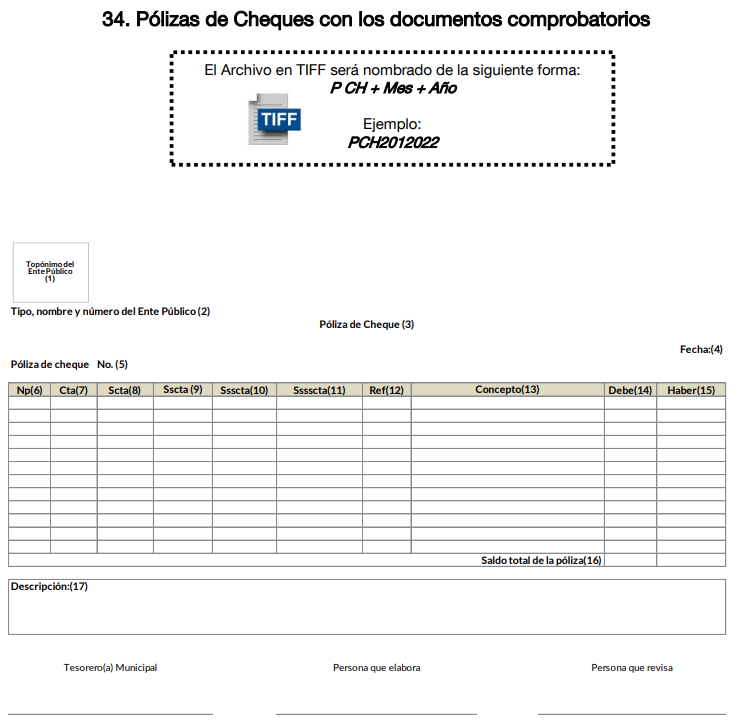 34. Pólizas de Cheques con los documentos comprobatorios
El Archivo en TIFF será nombrado de la siguiente forma:
P CH + Mes + Año
TIFF
Ejemplo:
PCH2012022
Topónimo del
Ente Público
(1)
Tipo, nombre y número del Ente Público (2)
Póliza de Cheque (3)
Fecha:(4)
Póliza de cheque No. (5)
Np(6) Cta(7) Scta(8) Sscta (9) Ssscta(10) Sssscta(11) Ref(12) Concepto(13) Debe(14) Haber(15)
Saldo total de la póliza(16)
Descripción:(17)
Tesorero(a) Municipal Persona que elabora Persona que revisa